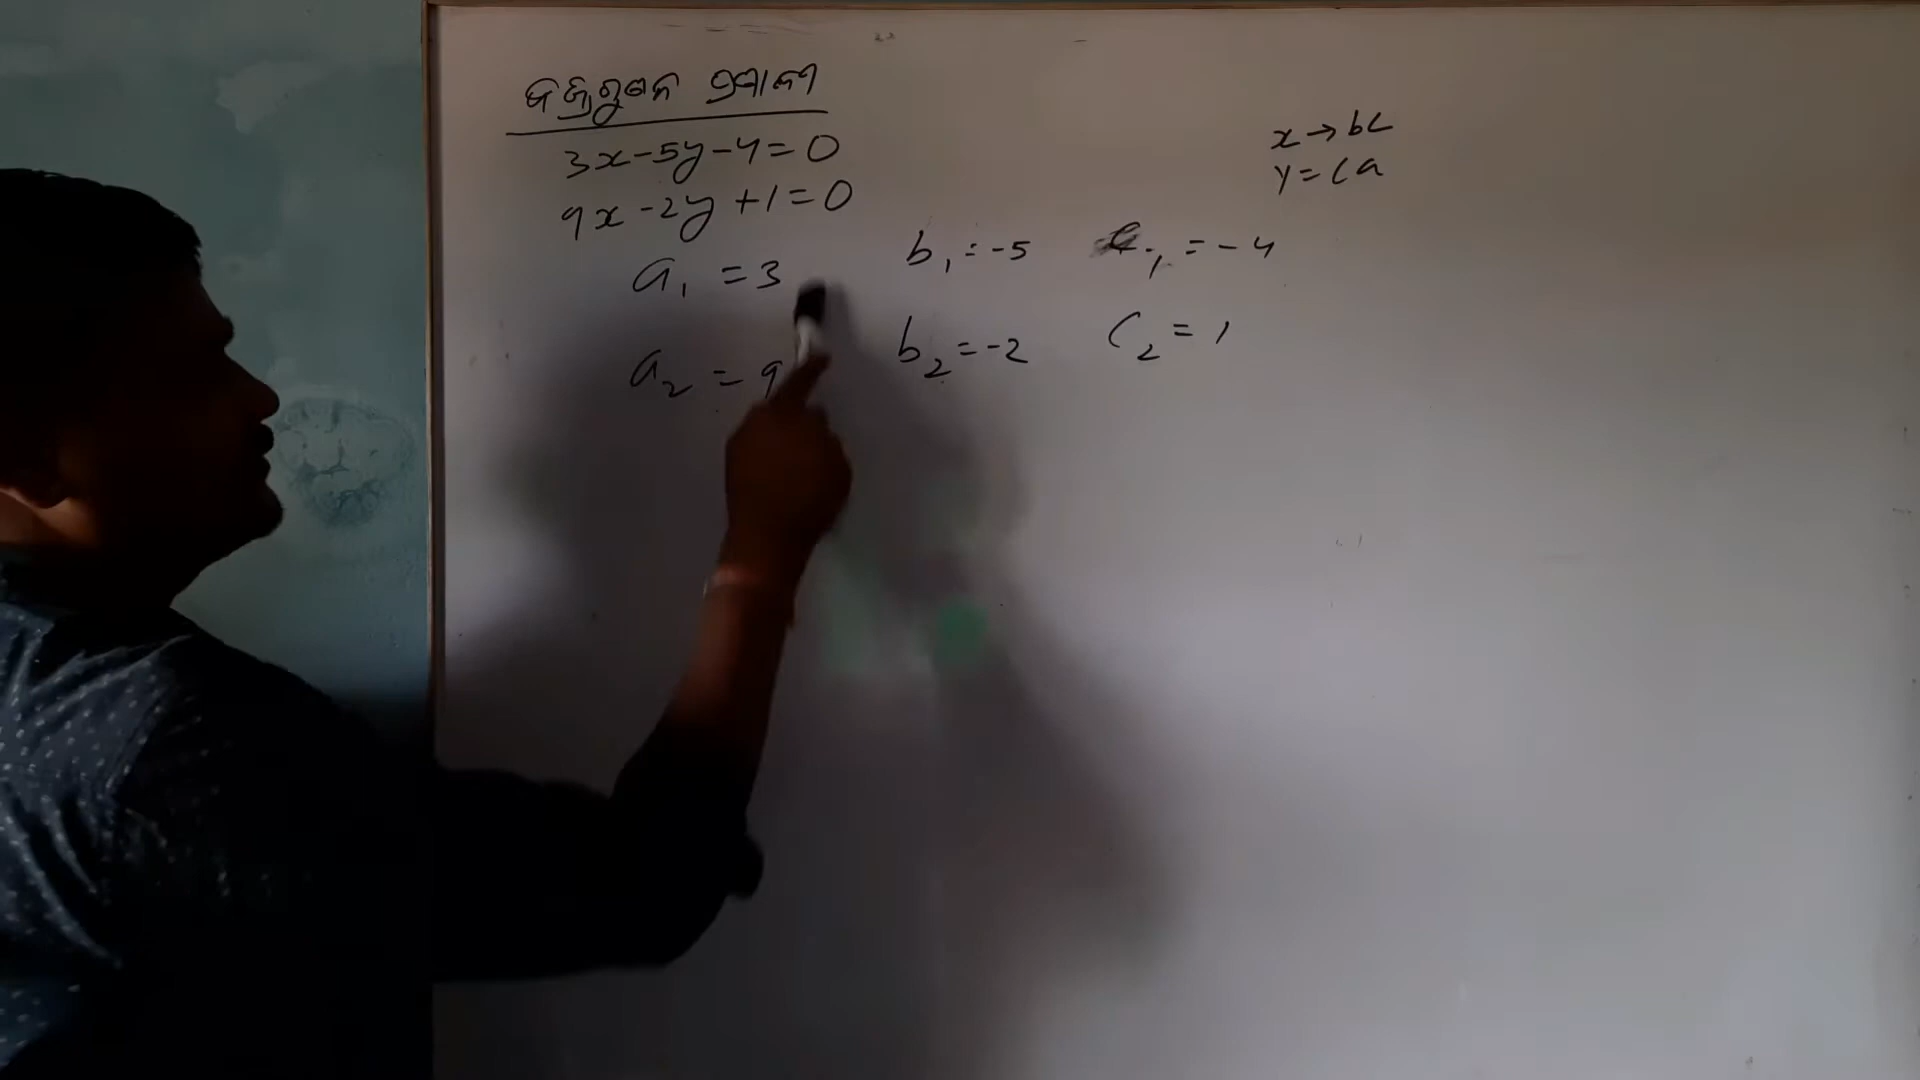 ବଜ୍ରଗୁଣନ ପ୍ରଣାଳୀ
3x-5y-4=0
9x-2y+1=0
x→bc
y=ca
a₁=3 b₁=-5 c₁=-4
a₂=9 b₂=-2 c₂=1